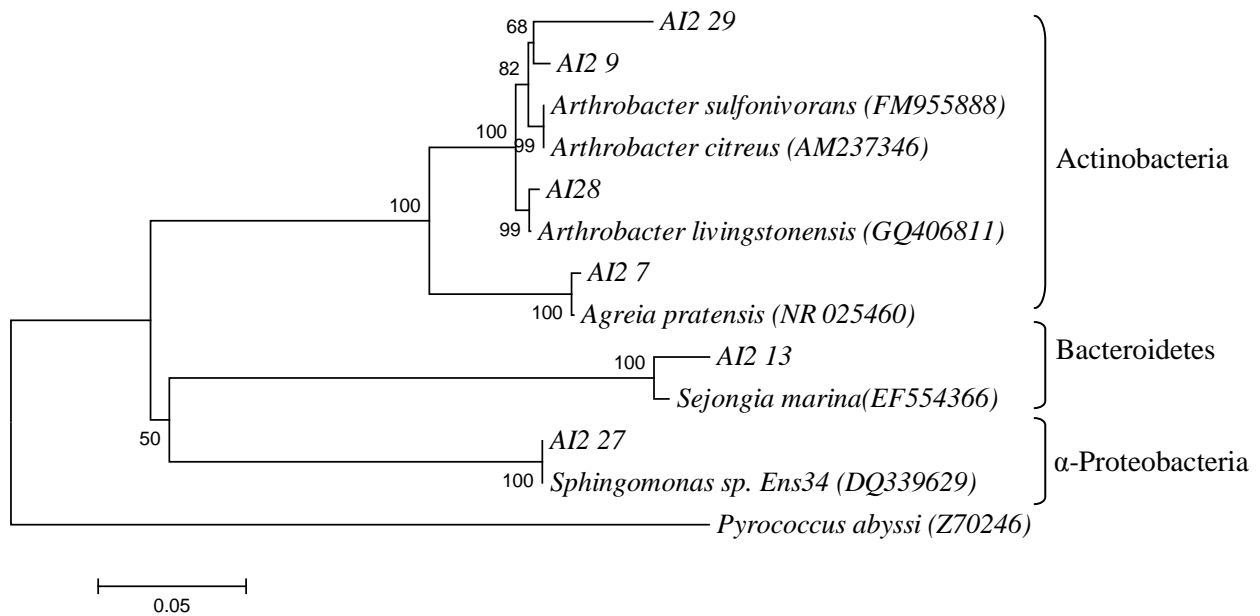 68
AI2 29
82
AI2 9
Arthrobacter sulfonivorans (FM955888)
100
99
Arthrobacter citreus (AM237346)
Actinobacteria
AI28
100
99
Arthrobacter livingstonensis (GQ406811)
AI2 7
100
Agreia pratensis (NR 025460)
Bacteroidetes
100
AI2 13
Sejongia marina(EF554366)
50
AI2 27
α-Proteobacteria
100
Sphingomonas sp. Ens34 (DQ339629)
Pyrococcus abyssi (Z70246)
0.05